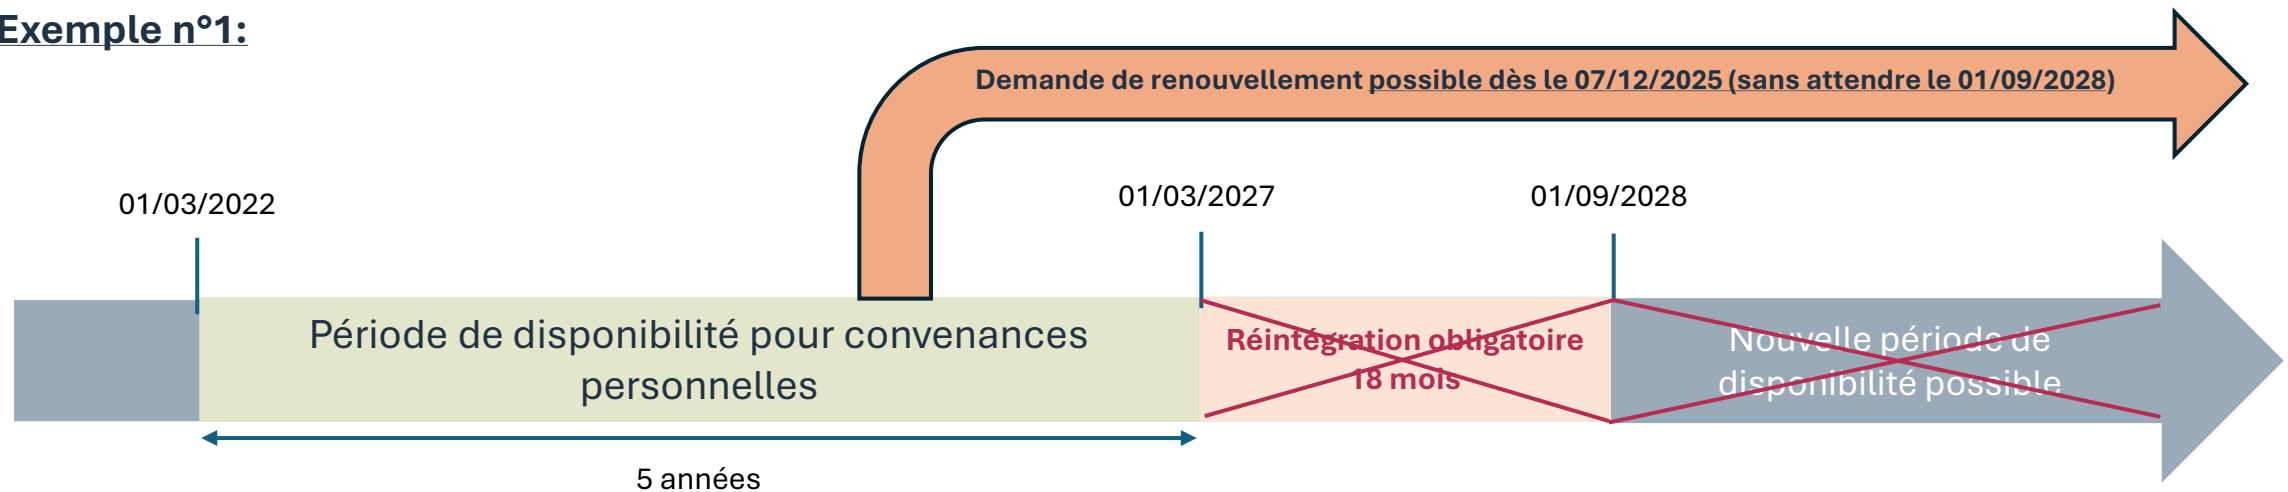 Exemple n°1:
Demande de renouvellement possible dès le 07/12/2025 (sans attendre le 01/09/2028)
01/03/2022
01/03/2027
01/09/2028
Période de disponibilité pour convenances
personnelles
Réintégration obligatoire
18 mois
Nouvelle période de
disponibilité possible
5 années